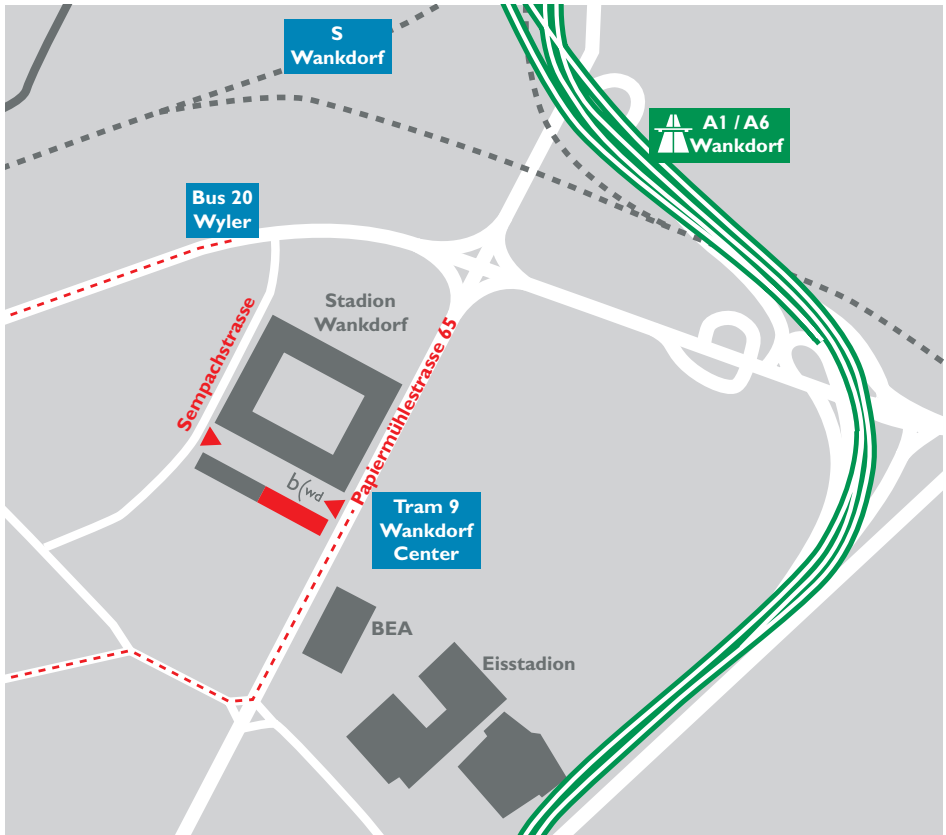 S
Wankdorf
A1 / A6
Wankdorf
Bus 20
Wyler
Stadion
Wankdorf
Sempachstrasse
Papiermühlestrasse 65
b(wd
Tram 9
Wankdorf
Center
BEA
Eisstadion